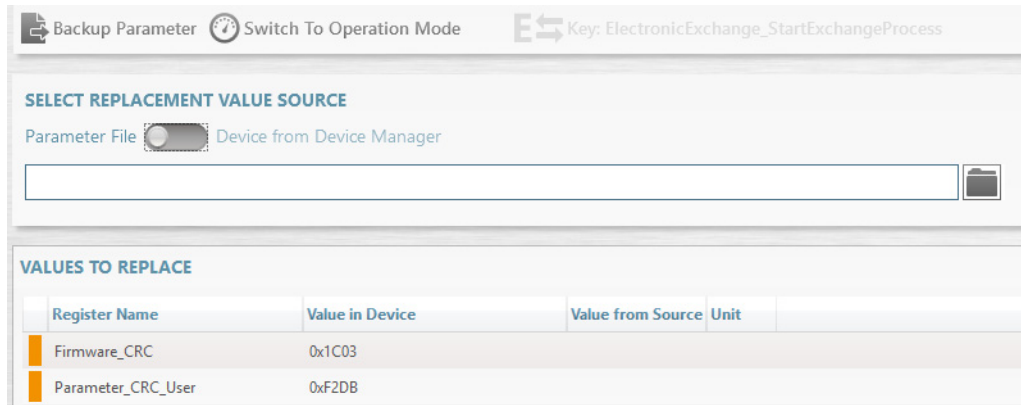 Backup Parameter Switch To Operation Mode E Key: ElectronicExchange_StartExchangeProcess
SELECT REPLACEMENT VALUE SOURCE
Parameter File Device from Device Manager
VALUES TO REPLACE
Register Name Value in Device Value from Source Unit
Firmware_CRC 0x1C03
Parameter_CRC_User 0xF2DB